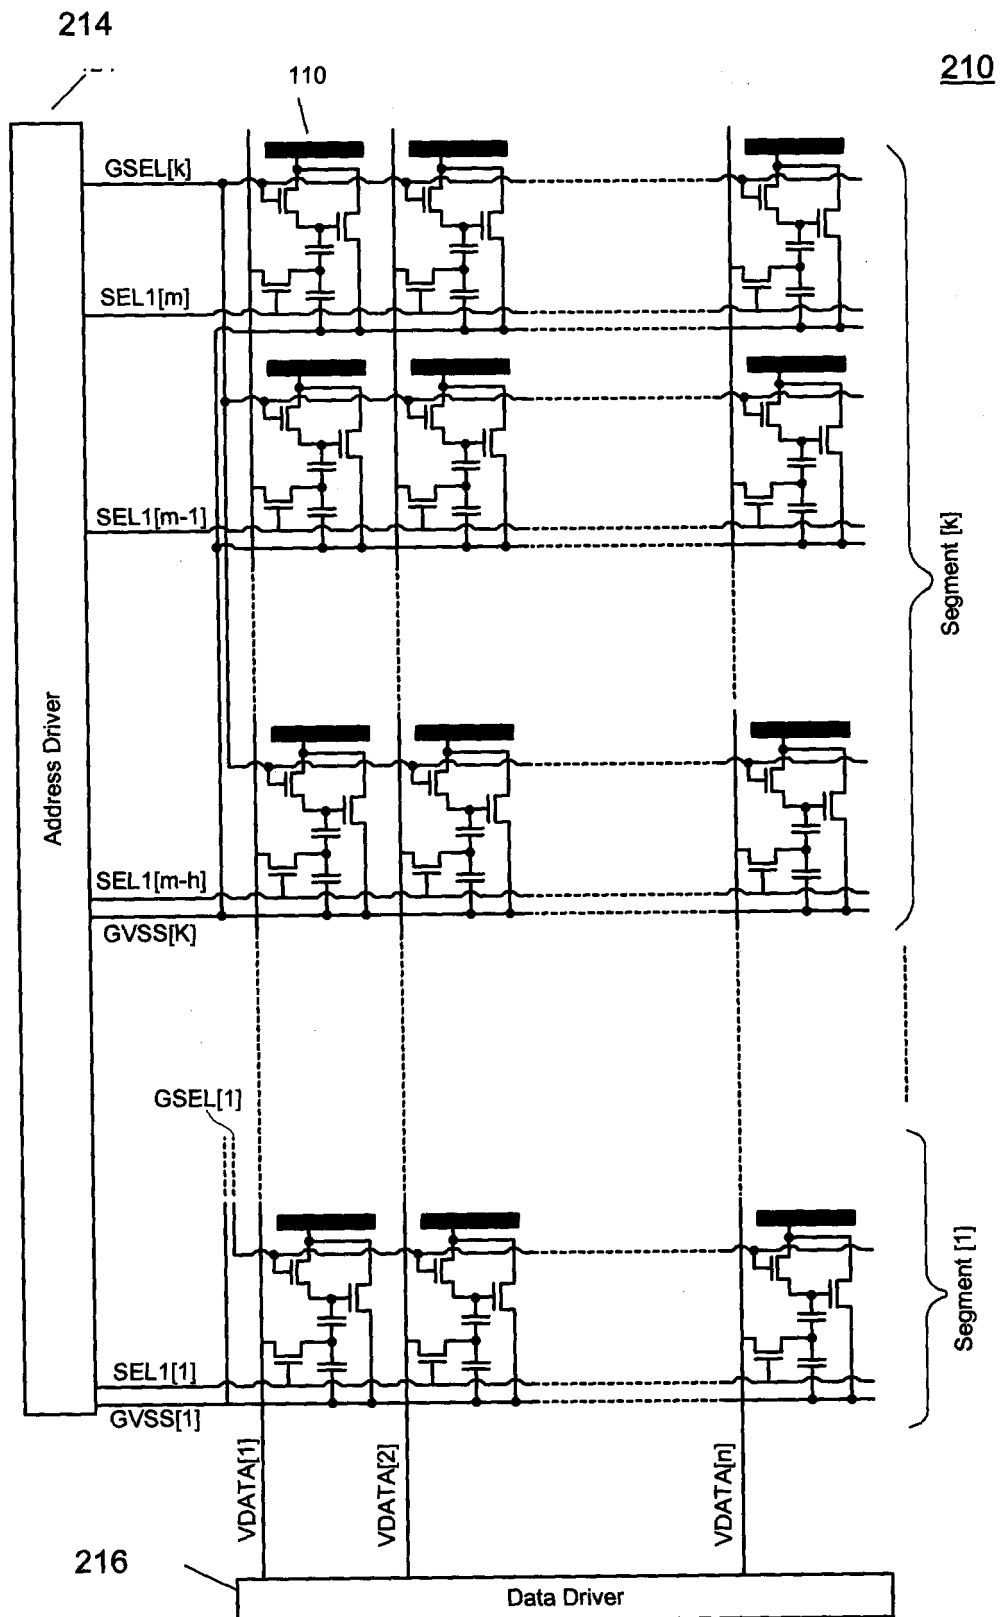 214
110
210
GSEL[k]
SEL1[m]
SEL1[m-1]
Segment [k]
Address Driver
SEL1[m-h]
GVSS[K]
GSEL[1]
Segment [1]
SEL1[1]
GVSS[1]
VDATA[1]
VDATA[2]
VDATA[n]
216
Data Driver